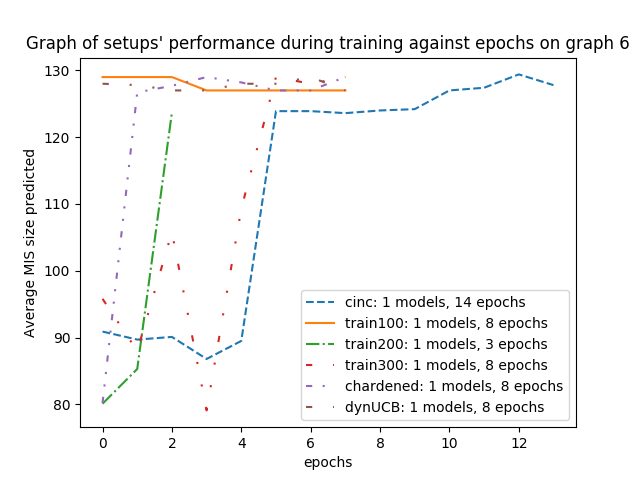 Graph of setups' performance during training against epochs on graph 6
Average MIS size predicted
130
120
110
100
90
80
0 2 4 6 8 10 12
epochs
cinc: 1 models, 14 epochs
train100: 1 models, 8 epochs
train200: 1 models, 3 epochs
train300: 1 models, 8 epochs
chardened: 1 models, 8 epochs
dynUCB: 1 models, 8 epochs